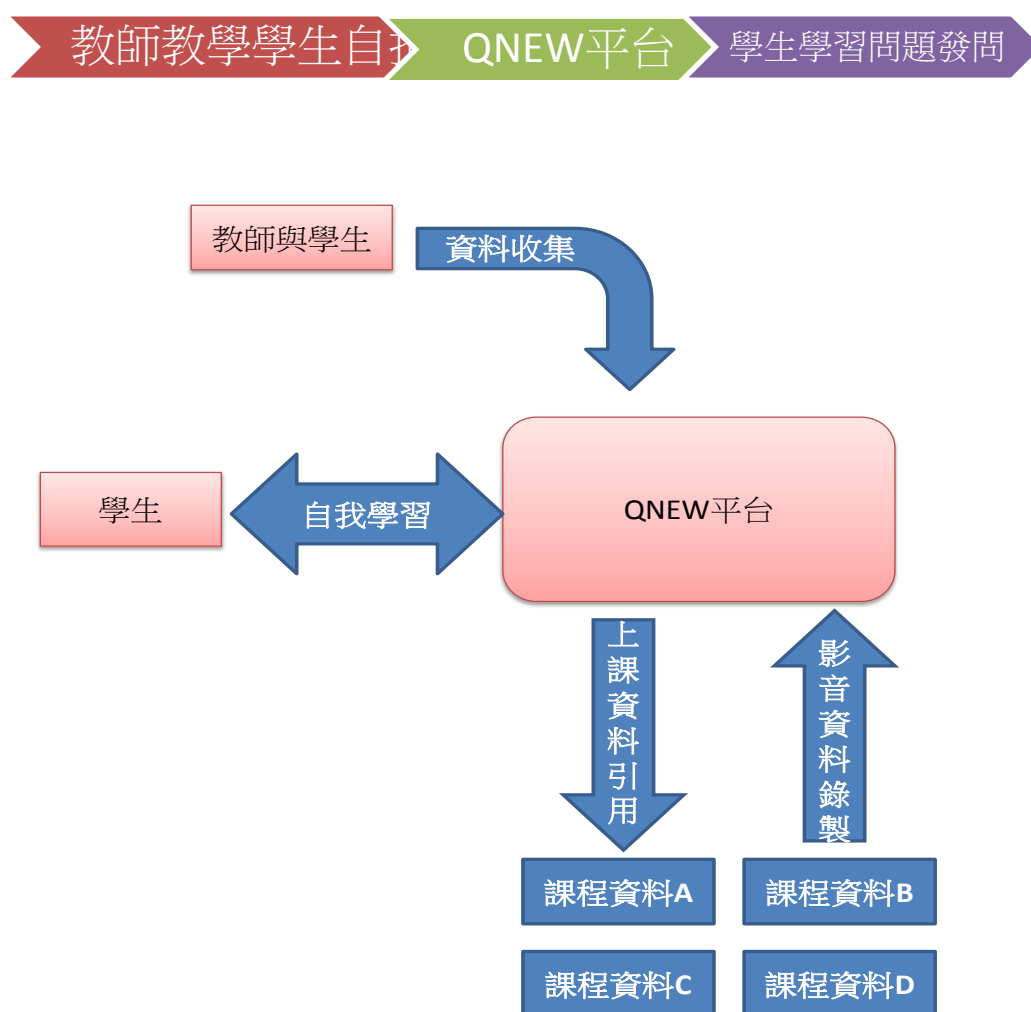 教師教學學生自
QNEW平台
學生學習問題發問
教師與學生
資料收集
學生
自我學習
QNEW平台
上課資料引用
影音資料錄製
課程資料A
課程資料B
課程資料C
課程資料D